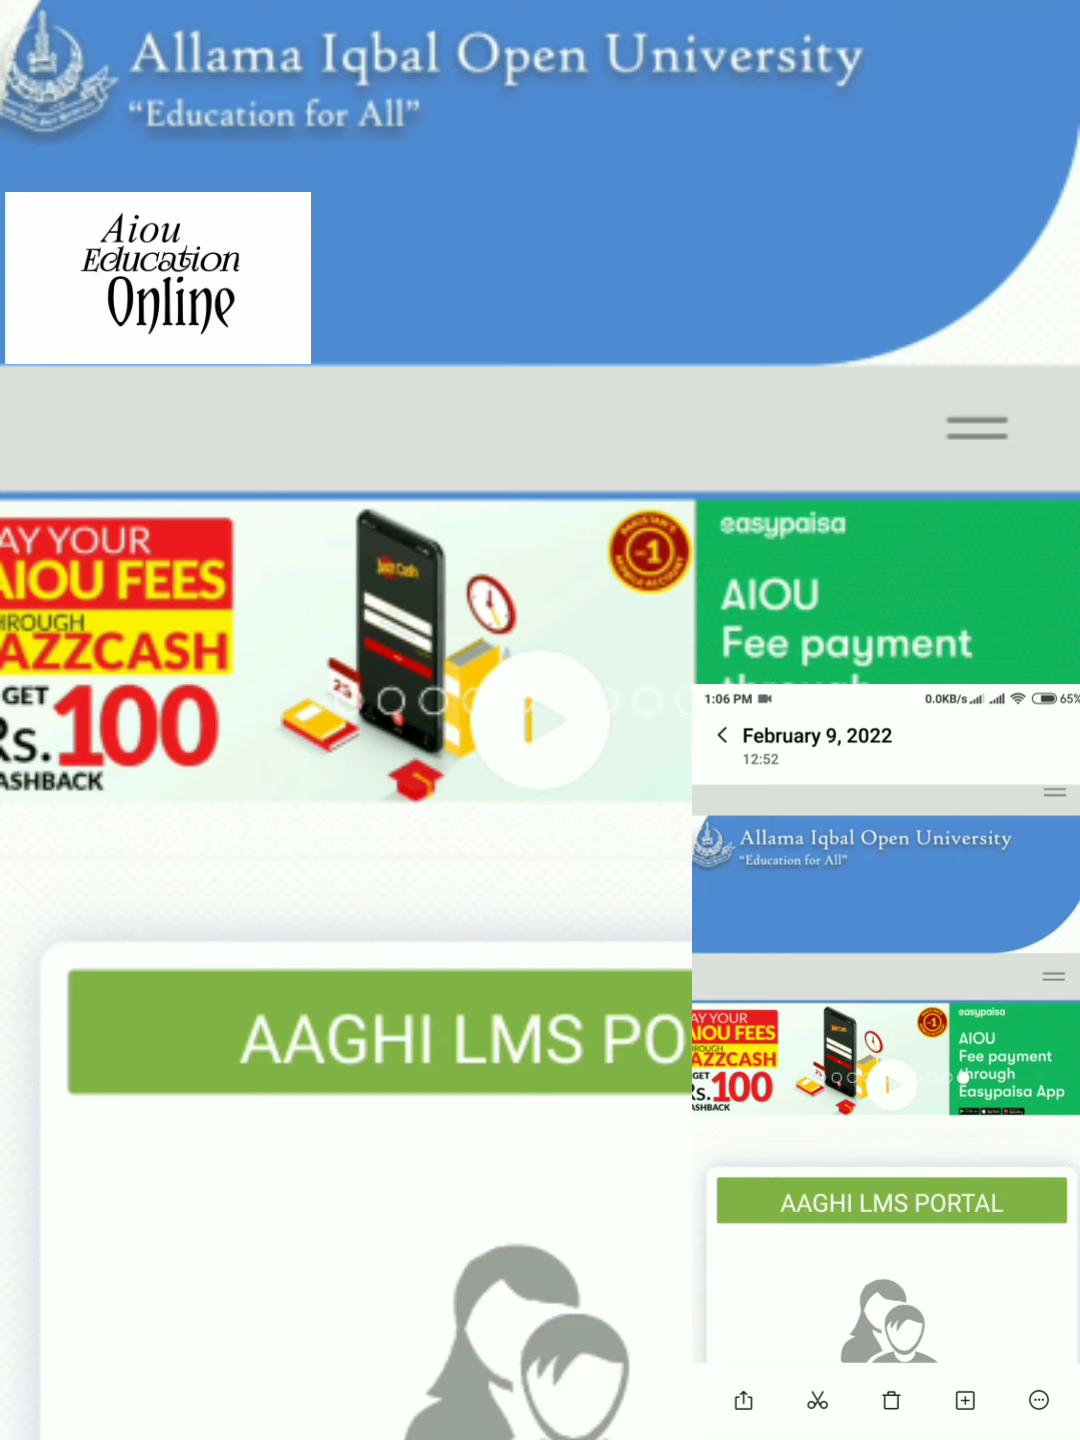 Allama Iqbal Open University
“Education for All”
Aiou
Education
Online
AY YOUR
AIOU FEES
HROUGH
AZZCASH
GET
Rs.100
ASHBACK
easypaisa
AIOU
Fee payment
through
AAGHI LMS PO
1:06 PM
0.0KB/s
65%
February 9, 2022
12:52
Allama Iqbal Open University
“Education for All”
AY YOUR
AIOU FEES
HROUGH
AZZCASH
GET
Rs.100
ASHBACK
easypaisa
AIOU
Fee payment
through
Easypaisa App
AAGHI LMS PORTAL